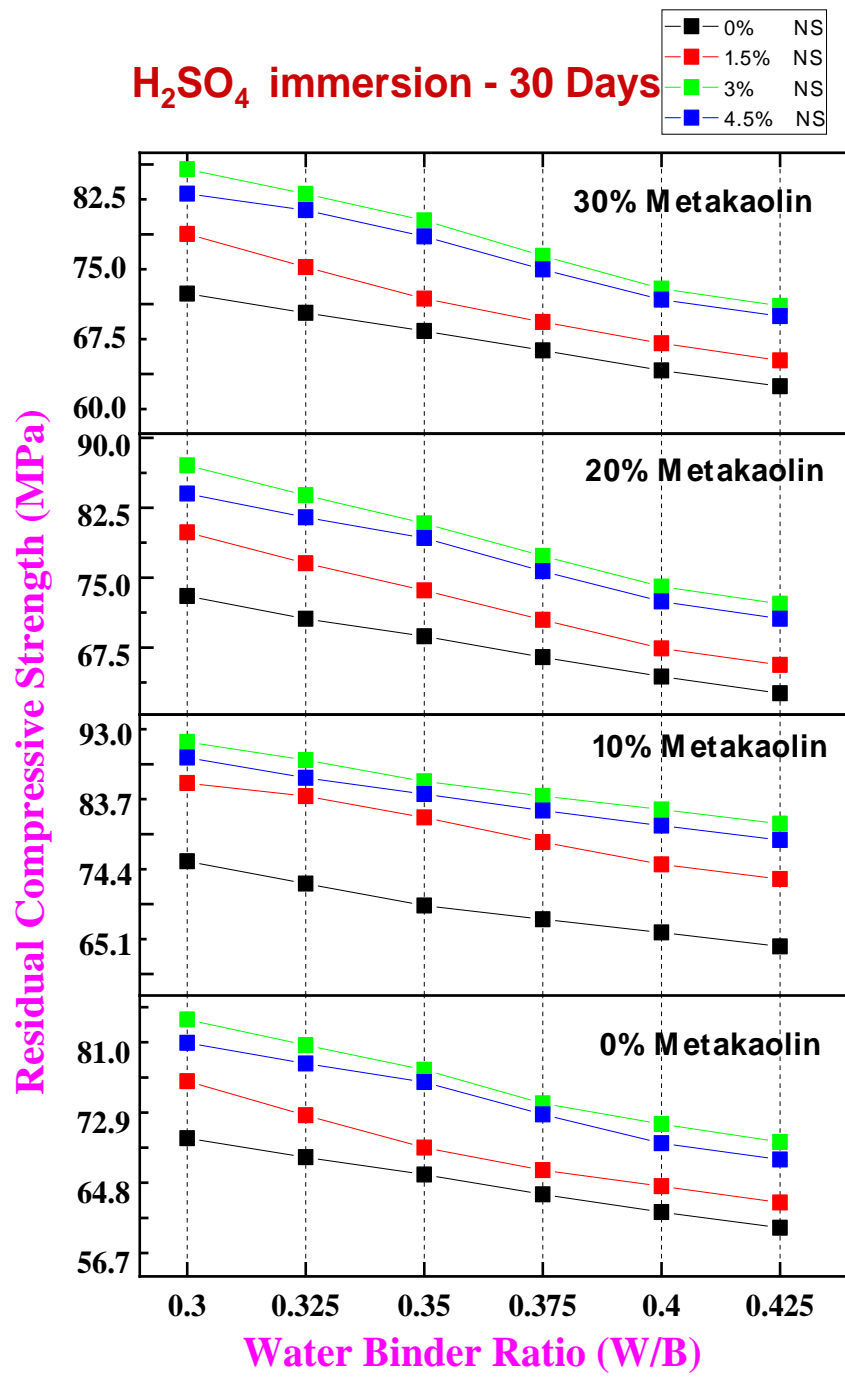 0% NS
1.5% NS
3% NS
4.5% NS
H₂SO₄ immersion - 30 Days
30% Metakaolin
82.5
75.0
67.5
60.0
20% Metakaolin
90.0
82.5
75.0
67.5
10% Metakaolin
93.0
83.7
74.4
65.1
0% Metakaolin
81.0
72.9
64.8
56.7
Residual Compressive Strength (MPa)
0.3 0.325 0.35 0.375 0.4 0.425
Water Binder Ratio (W/B)